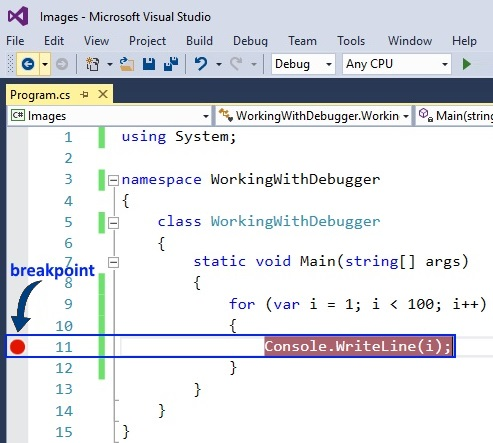 Images - Microsoft Visual Studio
File Edit View Project Build Debug Team Tools Window Help
Debug Any CPU
Program.cs
C# Images WorkingWithDebugger.Workin Main(string
1 using System;
2
3 namespace WorkingWithDebugger
4 {
5 class WorkingWithDebugger
6 {
7 static void Main(string[] args)
breakpoint
8 {
9 for (var i = 1; i < 100; i++)
10 {
11 Console.WriteLine(i);
12 }
13 }
14 }
15 }